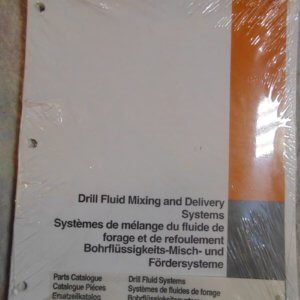 Drill Fluid Mixing and Delivery
Systems
Systèmes de mélange du fluide de
forage et de refoulement
Bohrflüssigkeits-Misch- und
Fördersysteme
Parts Catalogue Drill Fluid Systems
Catalogue Pièces Systèmes de fluides de forage
Ersatzteilkatalog